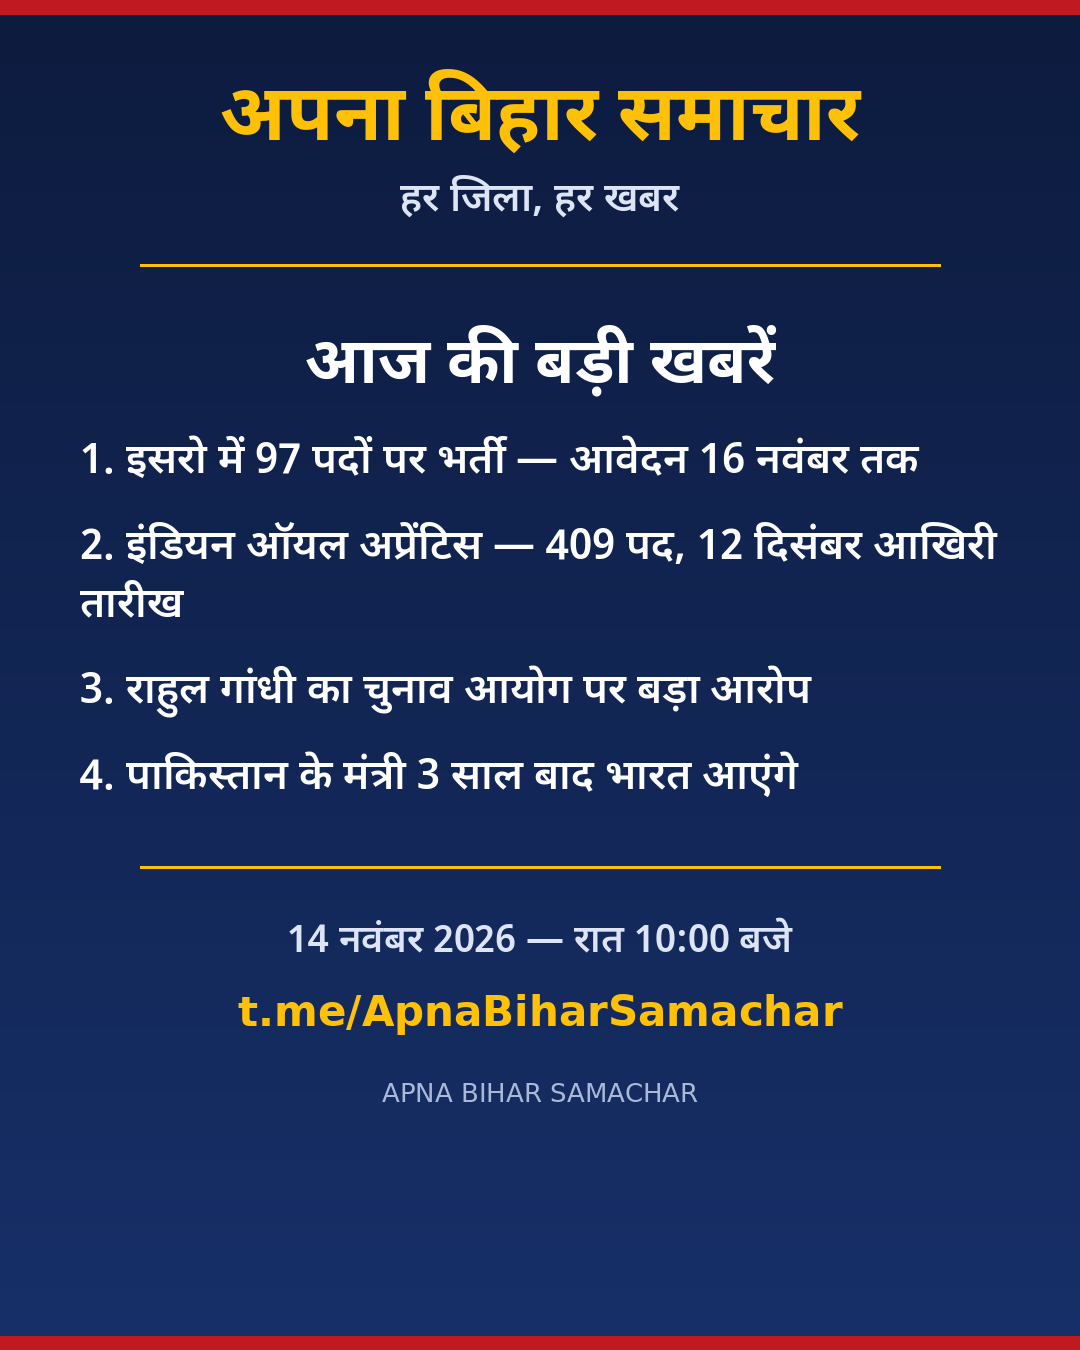 अपना बिहार समाचार
हर जिला, हर खबर
आज की बड़ी खबरें
1. इसरो में 97 पदों पर भर्ती — आवेदन 16 नवंबर तक
2. इंडियन ऑयल अप्रेंटिस — 409 पद, 12 दिसंबर आखिरी
तारीख
3. राहुल गांधी का चुनाव आयोग पर बड़ा आरोप
4. पाकिस्तान के मंत्री 3 साल बाद भारत आएंगे
14 नवंबर 2026 — रात 10:00 बजे
t.me/ApnaBiharSamachar
APNA BIHAR SAMACHAR